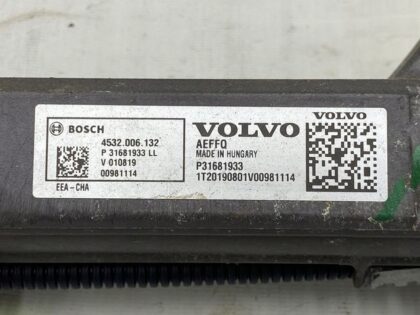 BOSCH
4532.006.132
P 31681933 LL
V 010819
00981114
EEA-CHA
VOLVO
AEFFQ
MADE IN HUNGARY
P31681933
1T20190801V00981114
VOLVO